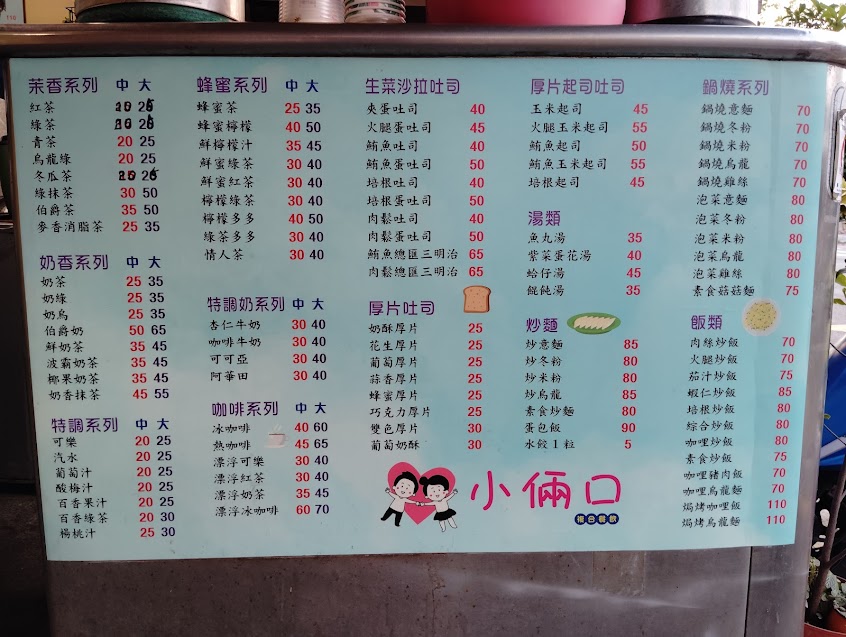 茉香系列 中 大
紅茶 20 25
綠茶 20 25
青茶 20 25
烏龍綠 20 25
冬瓜茶 20 25
綠抹茶 30 50
伯爵茶 35 50
麥香消脂茶 25 35
奶香系列 中 大
奶茶 25 35
奶綠 25 35
奶烏 25 35
伯爵奶 50 65
鮮奶茶 35 45
波霸奶茶 35 45
椰果奶茶 35 45
奶香抹茶 45 55
特調系列 中 大
可樂 20 25
汽水 20 25
葡萄汁 20 25
酸梅汁 20 25
百香果汁 20 25
百香綠茶 20 30
楊桃汁 25 30
蜂蜜系列 中 大
蜂蜜茶 25 35
蜂蜜檸檬 40 50
鮮檸檬汁 35 45
鮮蜜綠茶 30 40
鮮蜜紅茶 30 40
檸檬綠茶 30 40
檸檬多多 40 50
綠茶多多 30 40
情人茶 30 40
特調奶系列 中 大
杏仁牛奶 30 40
咖啡牛奶 30 40
可可亞 30 40
阿華田 30 40
咖啡系列 中 大
冰咖啡 40 60
熱咖啡 45 65
漂浮可樂 30 40
漂浮紅茶 30 40
漂浮奶茶 35 45
漂浮冰咖啡 60 70
生菜沙拉吐司
夾蛋吐司 40
火腿蛋吐司 45
鮪魚吐司 40
鮪魚蛋吐司 50
培根吐司 40
培根蛋吐司 50
肉鬆吐司 40
肉鬆蛋吐司 50
鮪魚總匯三明治 65
肉鬆總匯三明治 65
厚片吐司
奶酥厚片 25
花生厚片 25
葡萄厚片 25
蒜香厚片 25
蜂蜜厚片 25
巧克力厚片 25
雙色厚片 30
葡萄奶酥 30
厚片起司吐司
玉米起司 45
火腿玉米起司 55
鮪魚起司 50
鮪魚玉米起司 55
培根起司 45
湯類
魚丸湯 35
紫菜蛋花湯 40
蛤仔湯 45
餛飩湯 35
炒麵
炒意麵 85
炒冬粉 80
炒米粉 80
炒烏龍 85
素食炒麵 80
蛋包飯 90
水餃1粒 5
小倆口
複合餐飲
鍋燒系列
鍋燒意麵 70
鍋燒冬粉 70
鍋燒米粉 70
鍋燒烏龍 70
鍋燒雞絲 70
泡菜意麵 80
泡菜冬粉 80
泡菜米粉 80
泡菜烏龍 80
泡菜雞絲 80
素食菇菇麵 75
飯類
肉絲炒飯 70
火腿炒飯 70
茄汁炒飯 75
蝦仁炒飯 85
培根炒飯 80
綜合炒飯 80
咖哩炒飯 80
素食炒飯 75
咖哩豬肉飯 70
咖哩烏龍麵 70
焗烤咖哩飯 110
焗烤烏龍麵 110